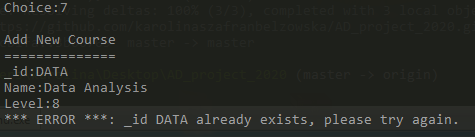 Choice:7
Add New Course
==============
_id:DATA
Name:Data Analysis
Level:8
*** ERROR ***: _id DATA already exists, please try again.